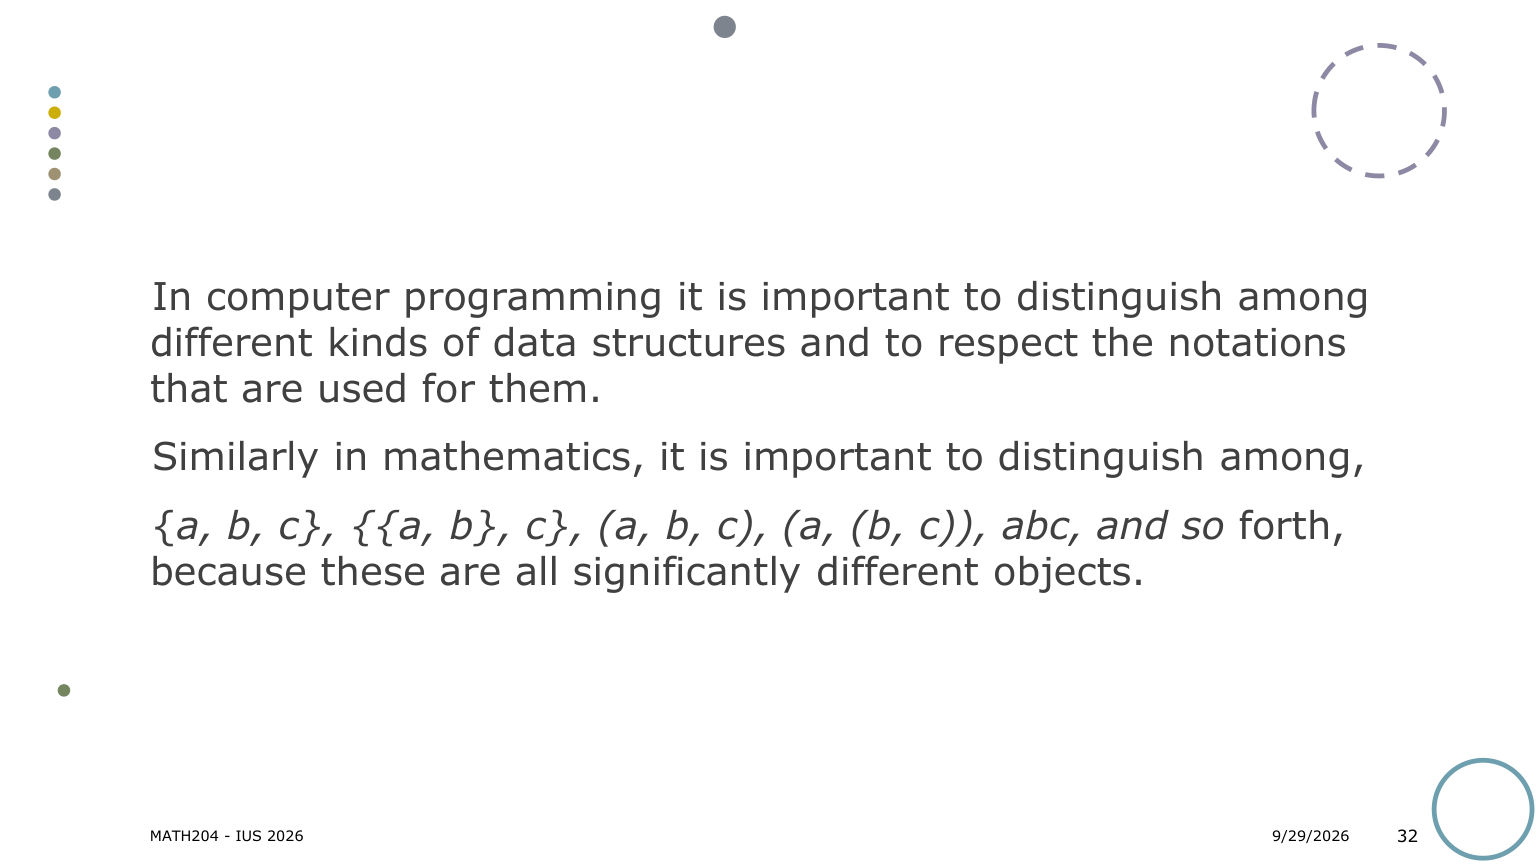 In computer programming it is important to distinguish among
different kinds of data structures and to respect the notations
that are used for them.
Similarly in mathematics, it is important to distinguish among,
{a, b, c}, {{a, b}, c}, (a, b, c), (a, (b, c)), abc, and so forth,
because these are all significantly different objects.
MATH204 - IUS 2026
9/29/2026
32